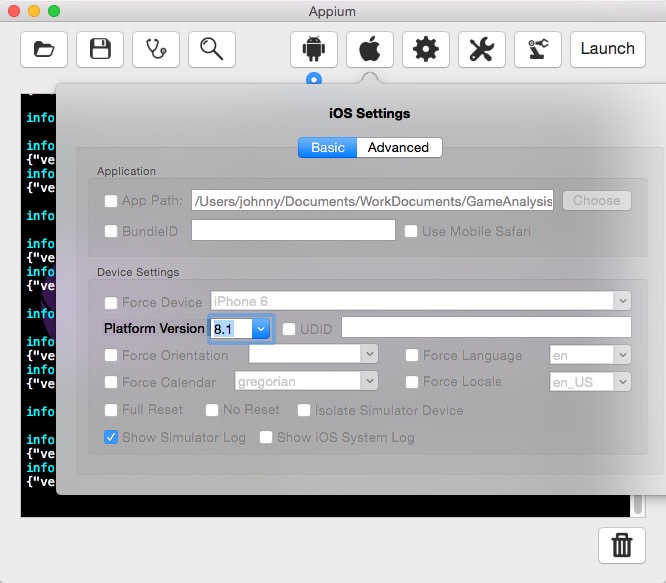 Appium
Launch
iOS Settings
Basic Advanced
Application
App Path: /Users/johnny/Documents/WorkDocuments/GameAnalysis Choose
BundleID Use Mobile Safari
Device Settings
Force Device iPhone 6
Platform Version 8.1 UDID
Force Orientation Force Language en
Force Calendar gregorian Force Locale en_US
Full Reset No Reset Isolate Simulator Device
Show Simulator Log Show iOS System Log
info
info
{"ve
info
{"ve
info
info
{"ve
info
{"ve
info
info
{"ve
info
{"ve
info
info
{"ve
info
{"ve